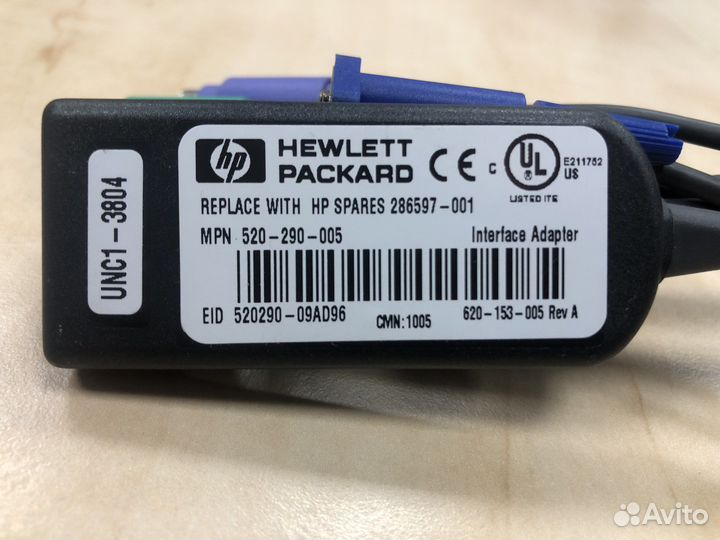 UNC1-3804
hp HEWLETT
PACKARD
CE
C UL US
E211752
LISTED ITE
REPLACE WITH HP SPARES 286597-001
MPN 520-290-005 Interface Adapter
EID 520290-09AD96 CMN:1005 620-153-005 Rev A
Avito